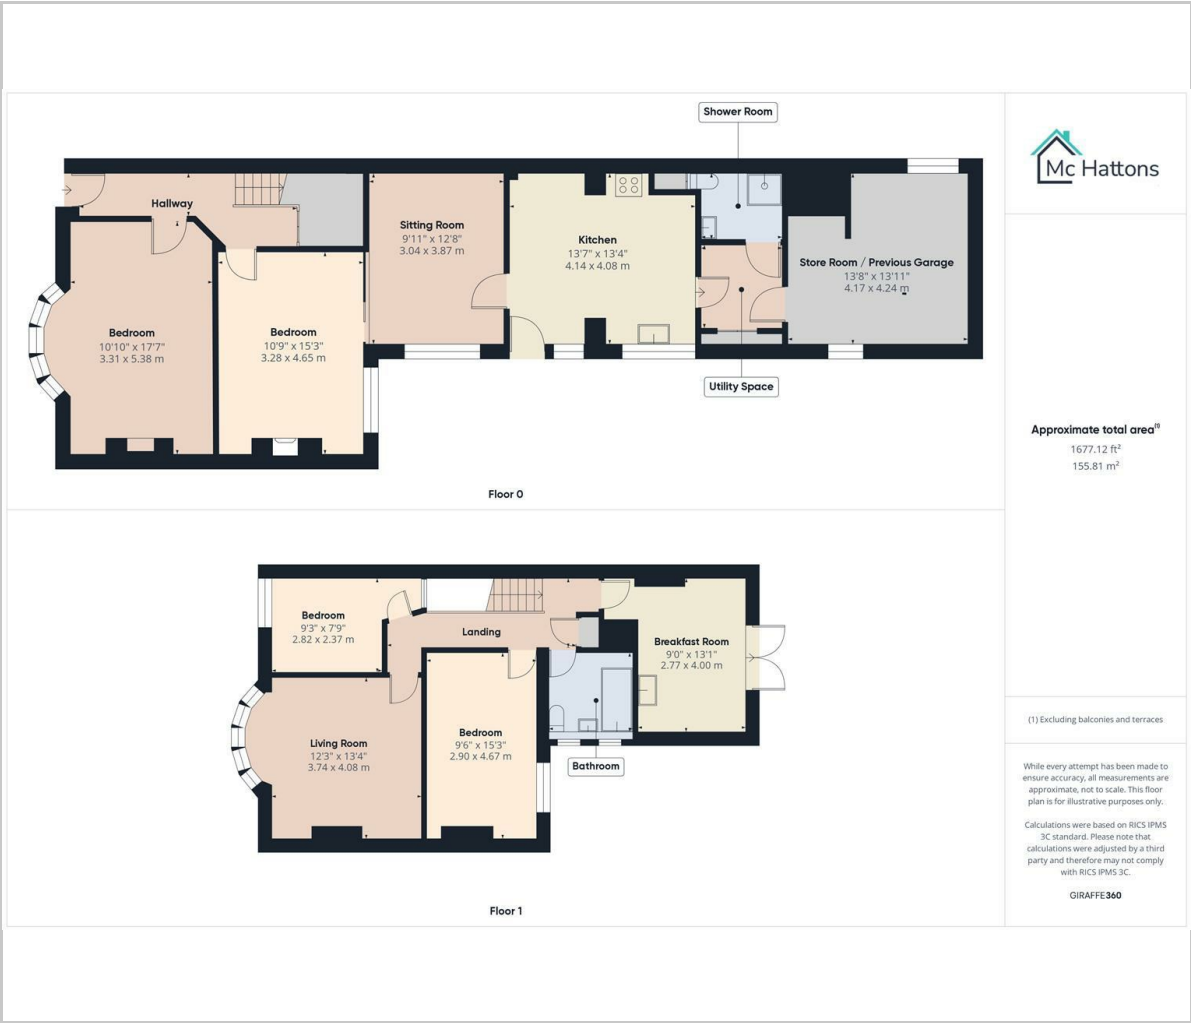 Shower Room
Mc Hattons
Hallway
Sitting Room
9'11" x 12'8"
3.04 x 3.87 m
Kitchen
13'7" x 13'4"
4.14 x 4.08 m
Store Room / Previous Garage
13'8" x 13'11"
4.17 x 4.24 m
Bedroom
10'10" x 17'7"
3.31 x 5.38 m
Bedroom
10'9" x 15'3"
3.28 x 4.65 m
Utility Space
Floor 0
Approximate total area(1)
1677.12 ft²
155.81 m²
Bedroom
9'3" x 7'9"
2.82 x 2.37 m
Landing
Breakfast Room
9'0" x 13'1"
2.77 x 4.00 m
Living Room
12'3" x 13'4"
3.74 x 4.08 m
Bedroom
9'6" x 15'3"
2.90 x 4.67 m
Bathroom
Floor 1
(1) Excluding balconies and terraces
While every attempt has been made to
ensure accuracy, all measurements are
approximate, not to scale. This floor
plan is for illustrative purposes only.
Calculations were based on RICS IPMS
3C standard. Please note that
calculations were adjusted by a third
party and therefore may not comply
with RICS IPMS 3C.
GIRAFFE360